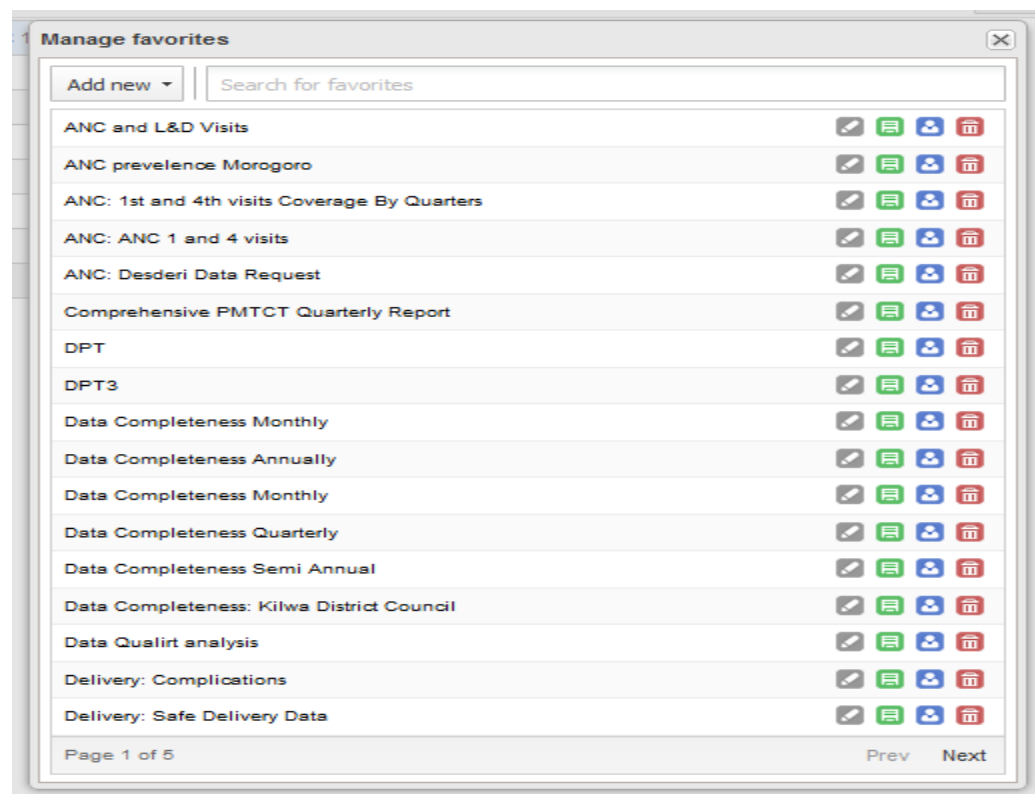 Manage favorites
Add new
Search for favorites
ANC and L&D Visits
ANC prevelence Morogoro
ANC: 1st and 4th visits Coverage By Quarters
ANC: ANC 1 and 4 visits
ANC: Desderi Data Request
Comprehensive PMTCT Quarterly Report
DPT
DPT3
Data Completeness Monthly
Data Completeness Annually
Data Completeness Monthly
Data Completeness Quarterly
Data Completeness Semi Annual
Data Completeness: Kilwa District Council
Data Qualirt analysis
Delivery: Complications
Delivery: Safe Delivery Data
Page 1 of 5 Prev Next